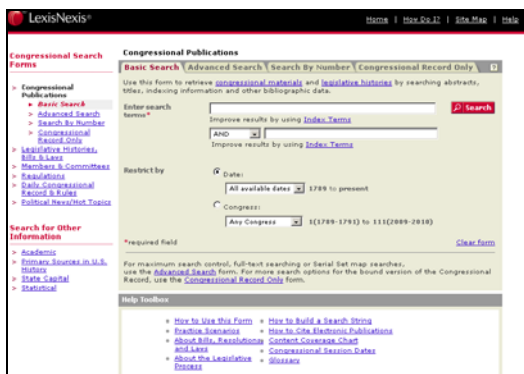 LexisNexis®
Home | How Do I? | Site Map | Help
Congressional Search
Forms
> Congressional
Publications
> Basic Search
> Advanced Search
> Search By Number
> Congressional
Record Only
> Legislative Histories,
Bills & Laws
> Members & Committees
> Regulations
> Daily Congressional
Record & Rules
> Political News/Hot Topics
Search for Other
Information
> Academic
> Primary Sources in U.S.
History
> State Capital
> Statistical
Congressional Publications
Basic Search Advanced Search Search By Number Congressional Record Only ?
Use this form to retrieve congressional materials and legislative histories by searching abstracts,
titles, indexing information and other bibliographic data.
Enter search
terms*
Search
Improve results by using Index Terms
AND
Improve results by using Index Terms
Restrict by
Date:
All available dates 1789 to present
Congress:
Any Congress 1(1789-1791) to 111(2009-2010)
*required field
Clear form
For maximum search control, full-text searching or Serial Set map searches,
use the Advanced Search form. For more search options for the bound version of the Congressional
Record, use the Congressional Record Only form.
Help Toolbox
How to Use this Form
Practice Scenarios
About Bills, Resolutions
and Laws
About the Legislative
Process
How to Build a Search String
How to Cite Electronic Publications
Content Coverage Chart
Congressional Session Dates
Glossary